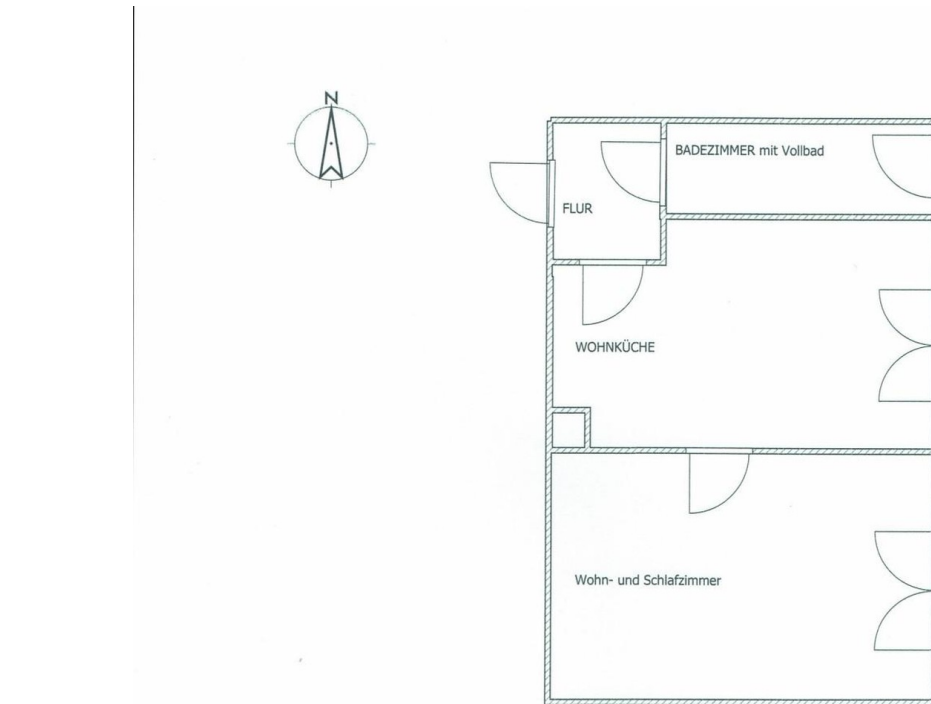 N
BADEZIMMER mit Vollbad
FLUR
WOHNKÜCHE
Wohn- und Schlafzimmer